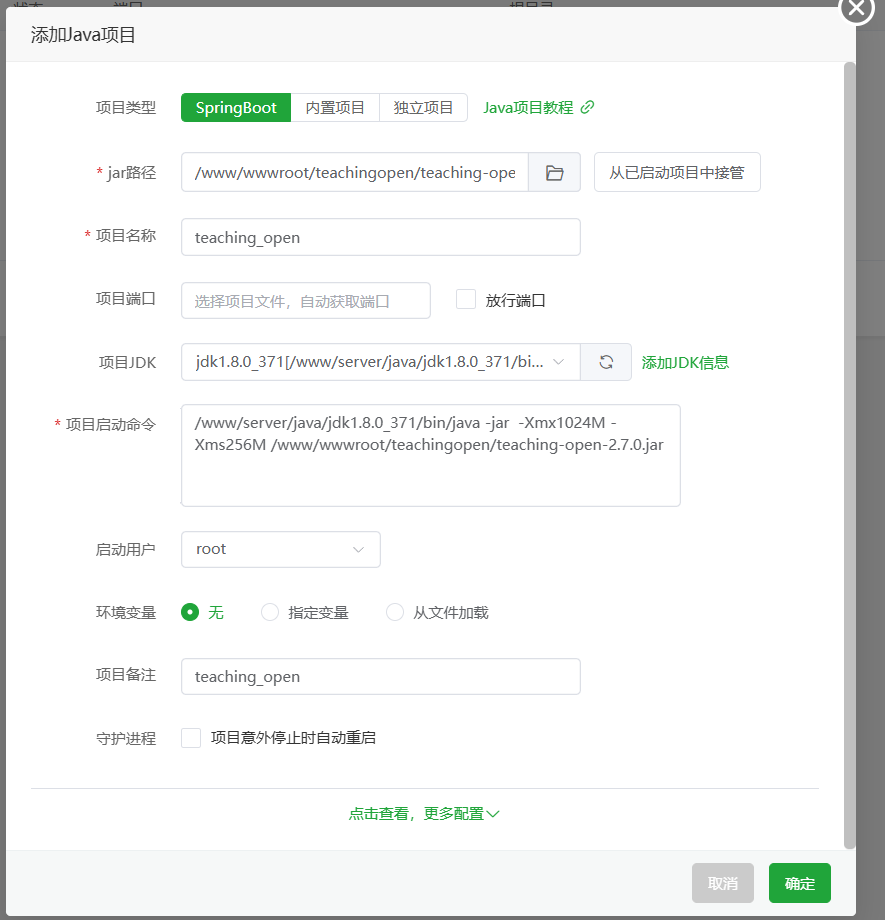 添加Java项目
项目类型 SpringBoot 内置项目 独立项目 Java项目教程
* jar路径 /www/wwwroot/teachingopen/teaching-ope 从已启动项目中接管
* 项目名称 teaching_open
项目端口 选择项目文件，自动获取端口 放行端口
项目JDK jdk1.8.0_371[/www/server/java/jdk1.8.0_371/bi... 添加JDK信息
* 项目启动命令 /www/server/java/jdk1.8.0_371/bin/java -jar -Xmx1024M -
Xms256M /www/wwwroot/teachingopen/teaching-open-2.7.0.jar
启动用户 root
环境变量 无 指定变量 从文件加载
项目备注 teaching_open
守护进程 项目意外停止时自动重启
点击查看，更多配置
取消 确定